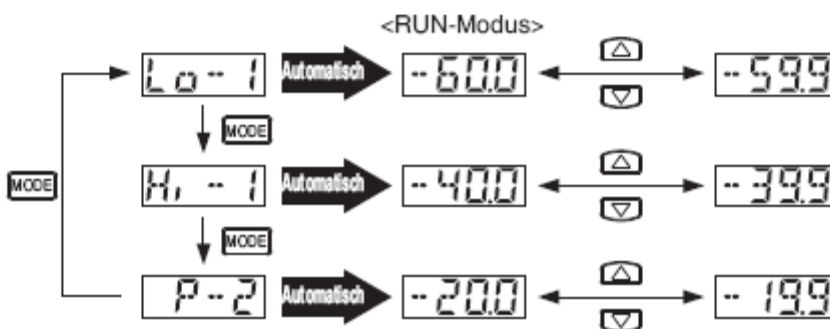 <RUN-Modus>
Lo-1 Automatisch -60.0 -59.9
MODE
Hi-1 Automatisch -40.0 -39.9
MODE
MODE
P-2 Automatisch -20.0 -19.9